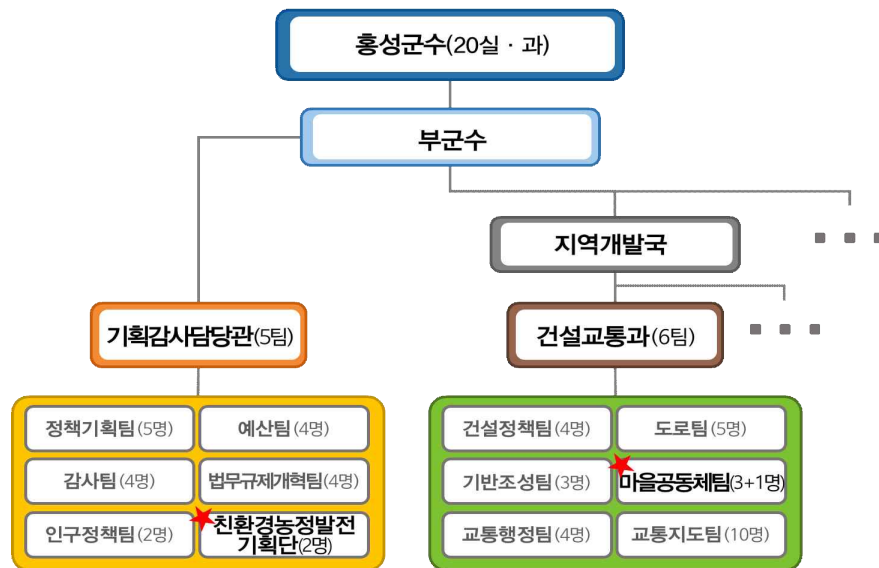 홍성군수(20실 · 과)
부군수
지역개발국
기획감사담당관(5팀)
건설교통과(6팀)
정책기획팀(5명)
예산팀(4명)
감사팀(4명)
법무규제개혁팀(4명)
인구정책팀(2명)
친환경농정발전
기획단(2명)
건설정책팀(4명)
도로팀(5명)
기반조성팀(3명)
마을공동체팀(3+1명)
교통행정팀(4명)
교통지도팀(10명)